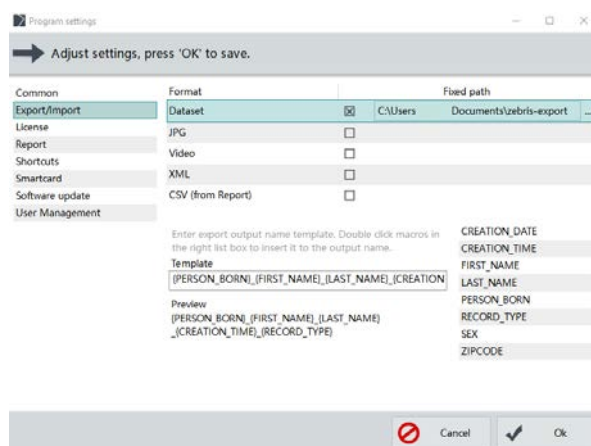 Program settings
Adjust settings, press 'OK' to save.
Common
Export/Import
License
Report
Shortcuts
Smartcard
Software update
User Management
Format Fixed path
Dataset C:\Users Documents\zebris-export ...
JPG
Video
XML
CSV (from Report)
Enter export output name template. Double click macros in
the right list box to insert it to the output name.
Template
{PERSON_BORN}_{FIRST_NAME}_{LAST_NAME}_{CREATION
Preview
{PERSON_BORN}_{FIRST_NAME}_{LAST_NAME}
_{CREATION_TIME}_{RECORD_TYPE}
CREATION_DATE
CREATION_TIME
FIRST_NAME
LAST_NAME
PERSON_BORN
RECORD_TYPE
SEX
ZIPCODE
Cancel
Ok